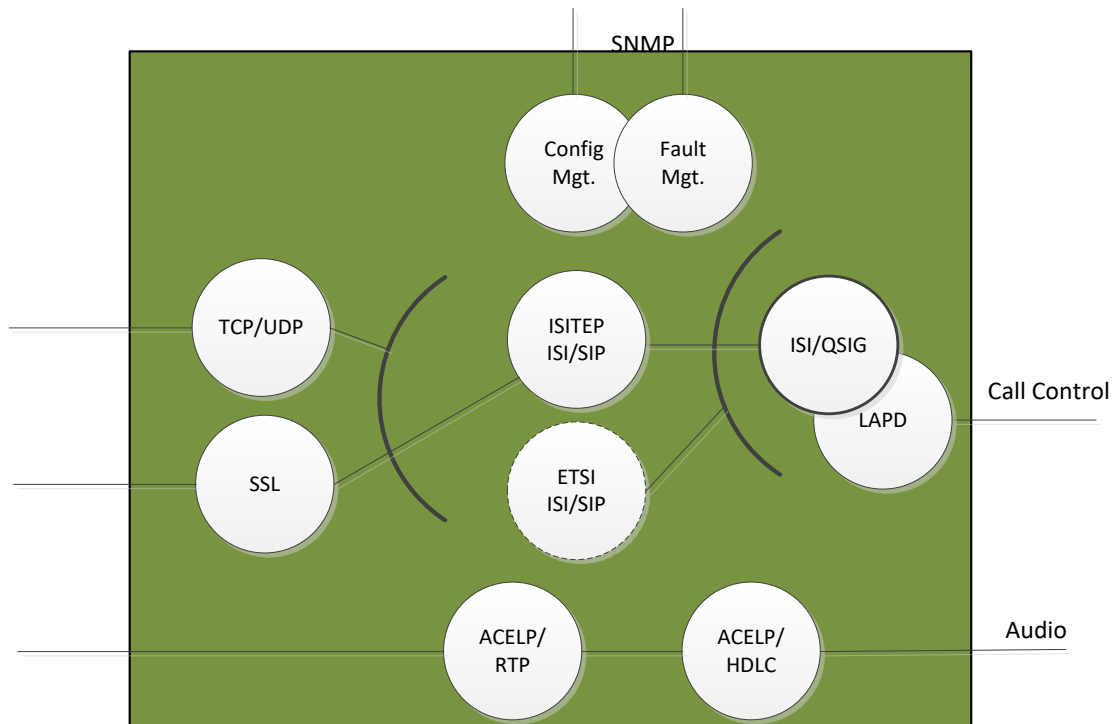 SNMP
Config
Mgt.
Fault
Mgt.
TCP/UDP
ISITEP
ISI/SIP
ISI/QSIG
Call Control
LAPD
SSL
ETSI
ISI/SIP
ACELP/
RTP
ACELP/
HDLC
Audio